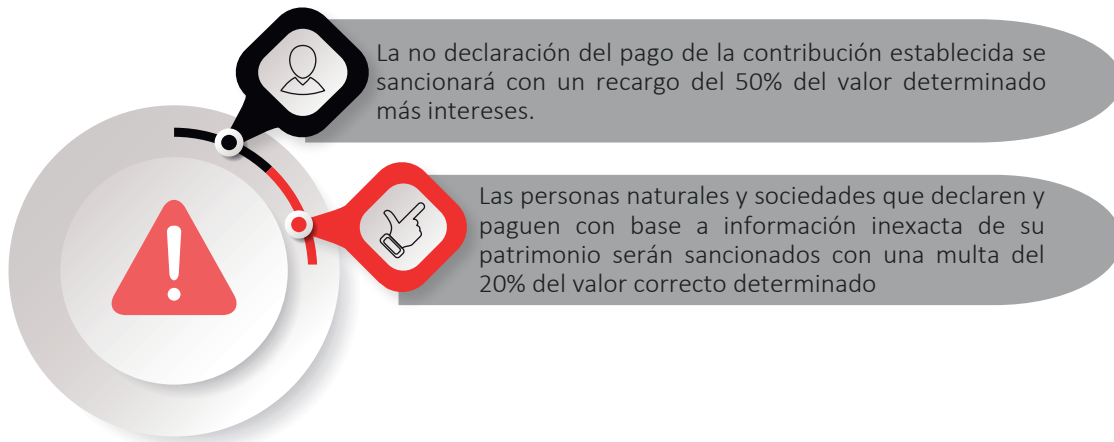 La no declaración del pago de la contribución establecida se
sancionará con un recargo del 50% del valor determinado
más intereses.
Las personas naturales y sociedades que declaren y
paguen con base a información inexacta de su
patrimonio serán sancionados con una multa del
20% del valor correcto determinado